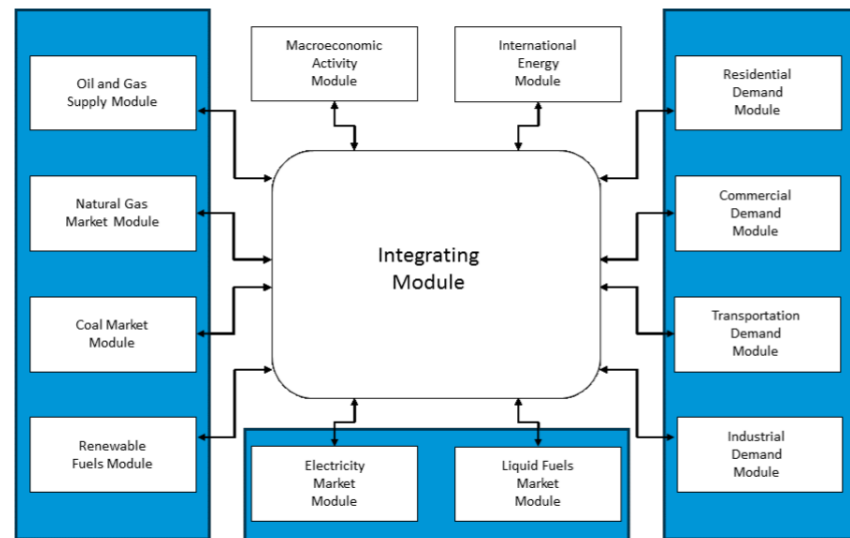 Macroeconomic
Activity
Module
International
Energy
Module
Oil and Gas
Supply Module
Residential
Demand
Module
Natural Gas
Market Module
Commercial
Demand
Module
Integrating
Module
Coal Market
Module
Transportation
Demand
Module
Renewable
Fuels Module
Electricity
Market
Module
Liquid Fuels
Market
Module
Industrial
Demand
Module